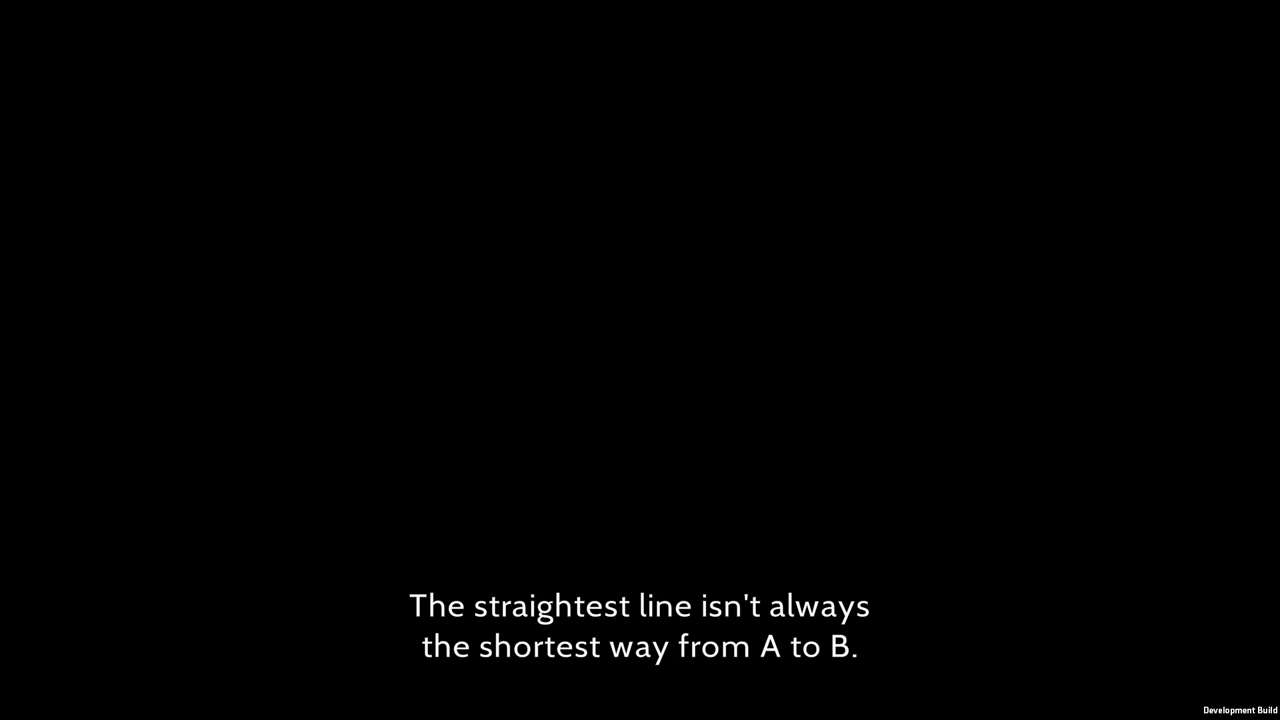 The straightest line isn't always
the shortest way from A to B.
Development Build